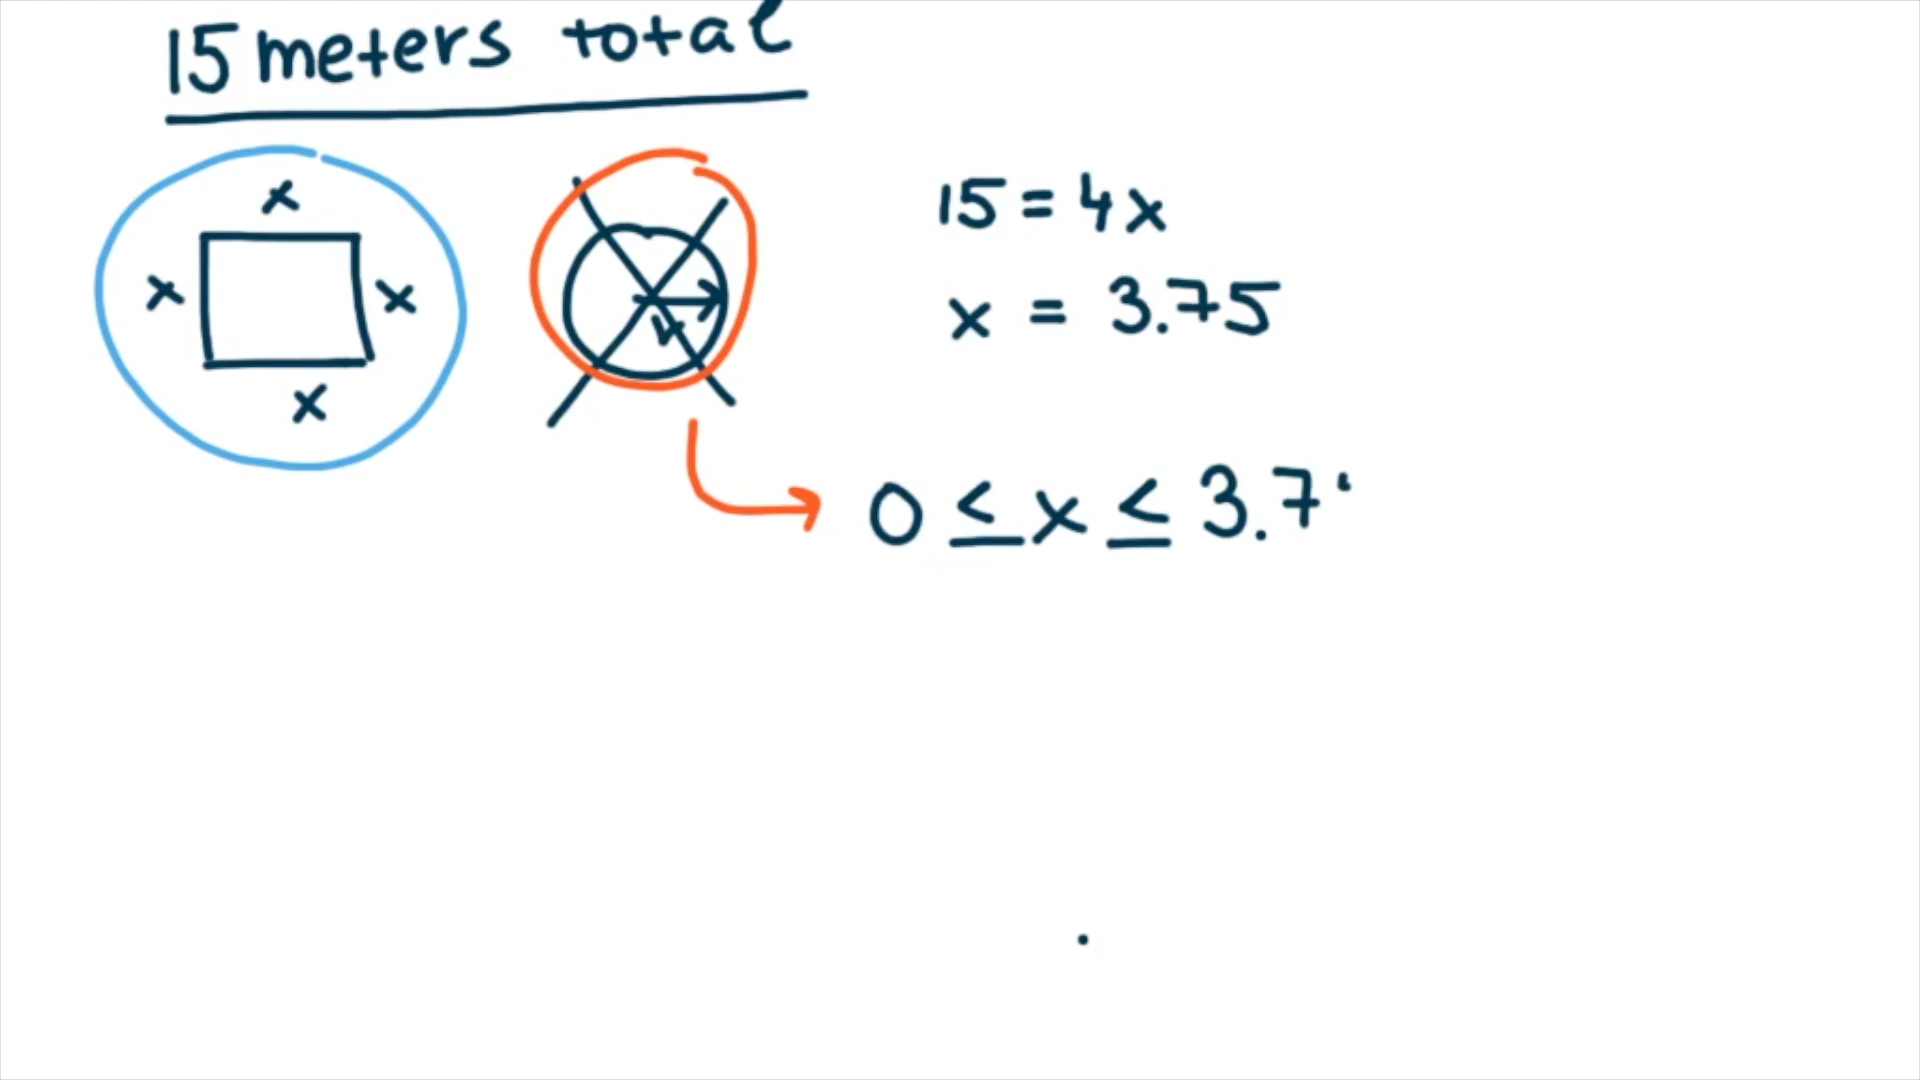 15 meters total
x
x
x
x
r
15 = 4x
x = 3.75
0 ≤ x ≤ 3.7